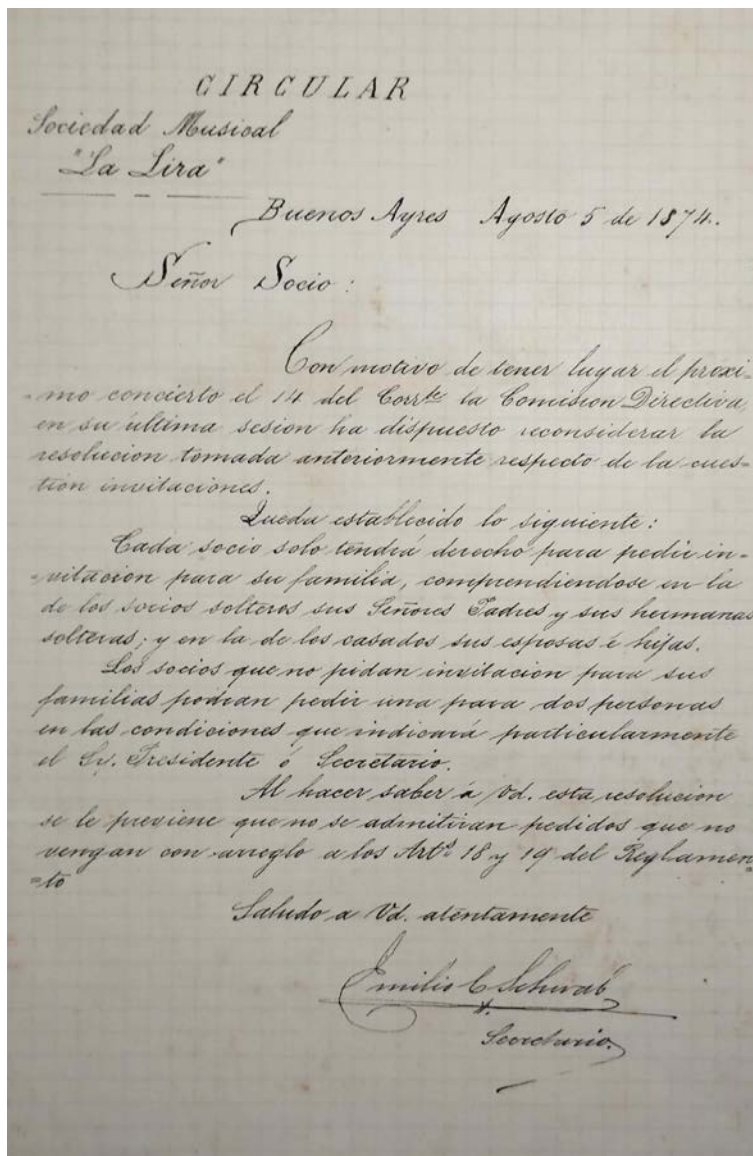 CIRCULAR
Sociedad Musical
"La Lira"
Buenos Ayres Agosto 5 de 1874.
Señor Socio:
Con motivo de tener lugar el próxi-
-mo concierto el 14 del Corrte la Comision Directiva
en su última sesion ha dispuesto reconsiderar la
resolucion tomada anteriormente respecto de la cues-
tion invitaciones.
Queda establecido lo siguiente:
Cada socio solo tendrá derecho para pedir in-
-vitacion para su familia, comprendiendose en la
de los socios solteros sus Señores Padres y sus hermanas
solteras; y en la de los casados sus esposas é hijas.
Los socios que no pidan invitacion para sus
familias podran pedir una para dos personas
en las condiciones que indicará particularmente
el Sr. Presidente ó Secretario.
Al hacer saber á Vd. esta resolucion
se le previene que no se admitiran pedidos que no
vengan con arreglo a los Arts. 18 y 19 del Reglamen=
=to
Saludo a Vd. atentamente
Emilio C Schwab
Secretario.